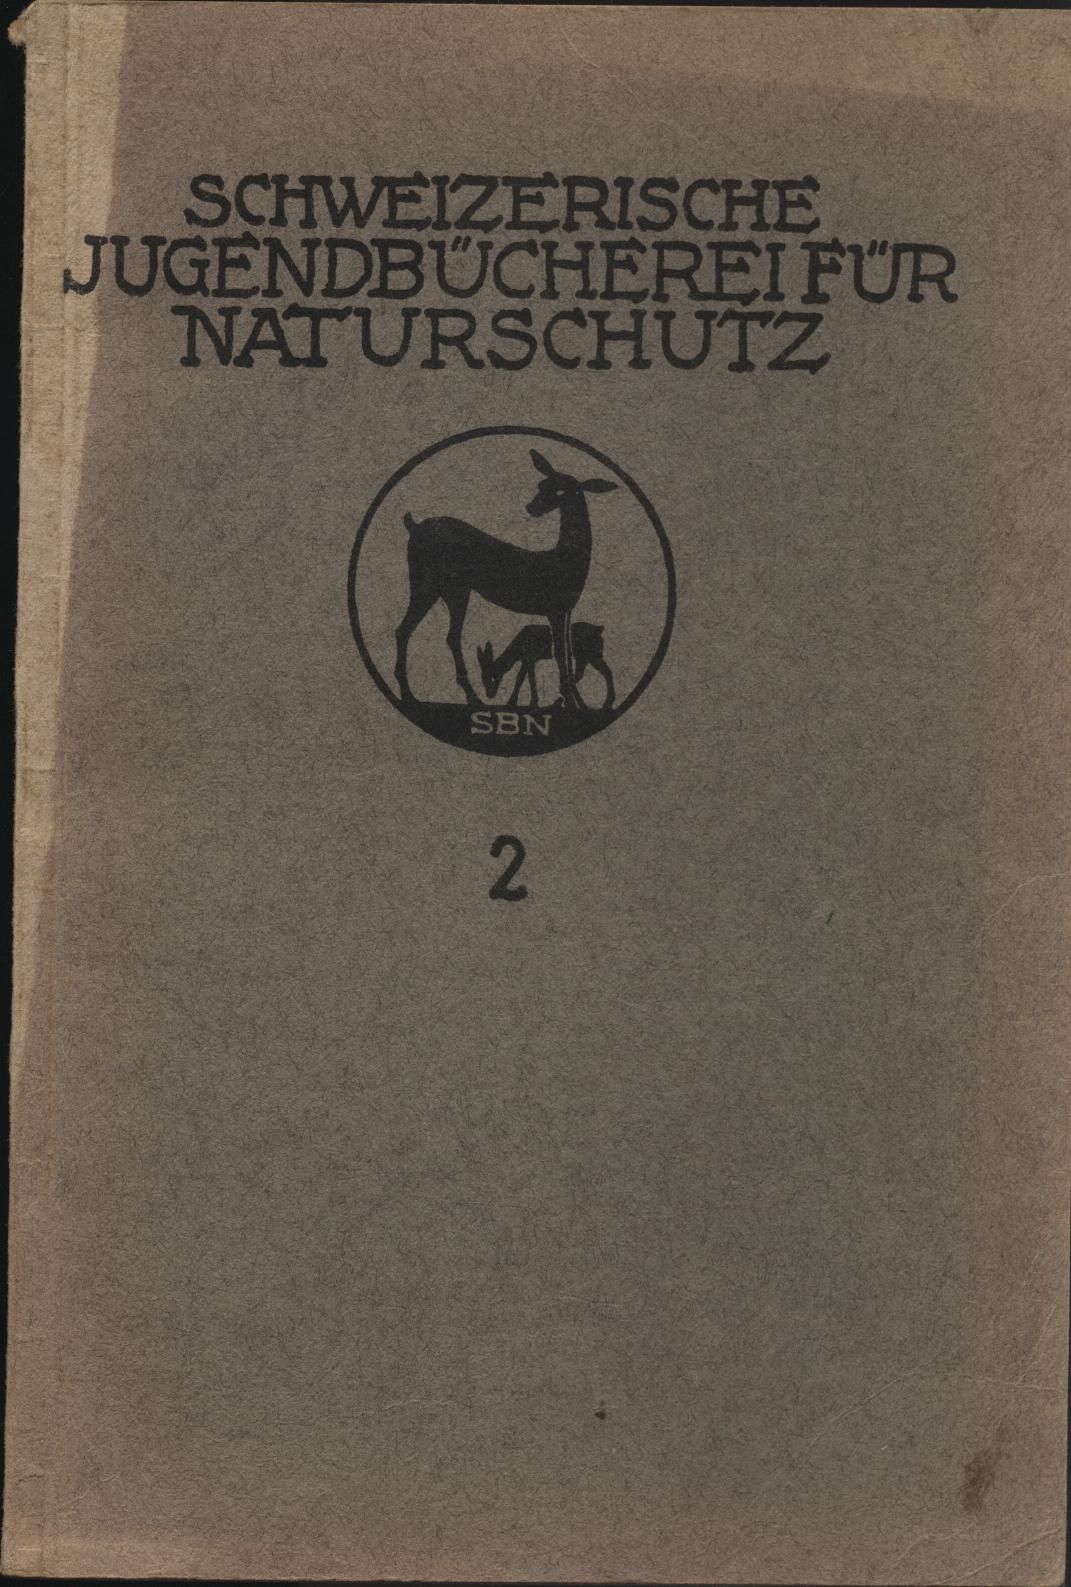 SCHWEIZERISCHE
JUGENDBÜCHEREI FÜR
NATURSCHUTZ
SBN
2